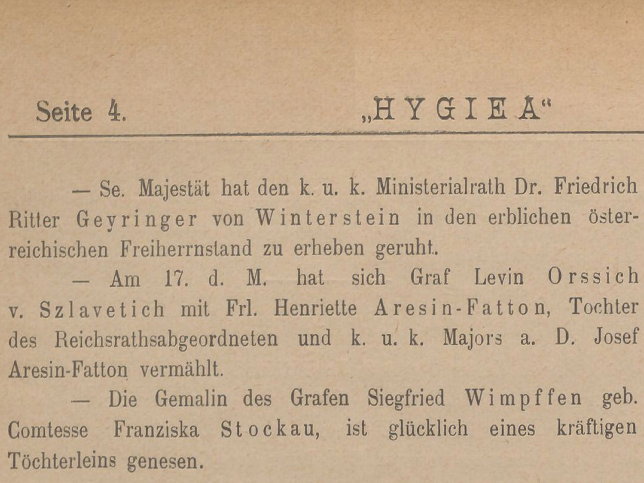 Seite 4.
„HYGIEA“
— Se. Majestät hat den k. u. k. Ministerialrath Dr. Friedrich
Ritter Geyringer von Winterstein in den erblichen öster-
reichischen Freiherrnstand zu erheben geruht.
— Am 17. d. M. hat sich Graf Levin Orssich
v. Szlavetich mit Frl. Henriette Aresin-Fatton, Tochter
des Reichsrathsabgeordneten und k. u. k. Majors a. D. Josef
Aresin-Fatton vermählt.
— Die Gemalin des Grafen Siegfried Wimpffen geb.
Comtesse Franziska Stockau, ist glücklich eines kräftigen
Töchterleins genesen.